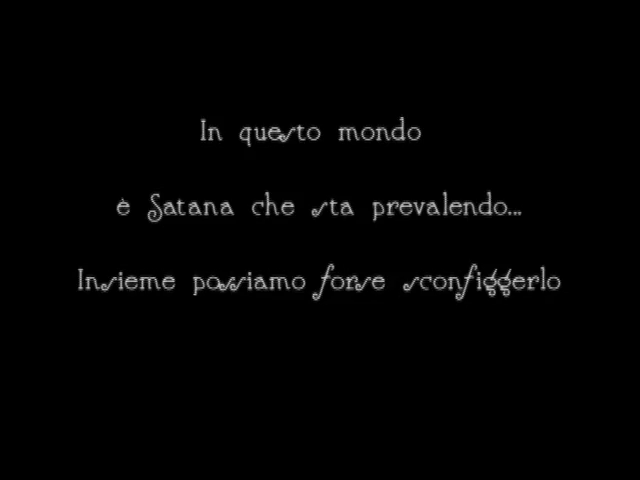 In questo mondo
è Satana che sta prevalendo...
Insieme possiamo forse sconfiggerlo